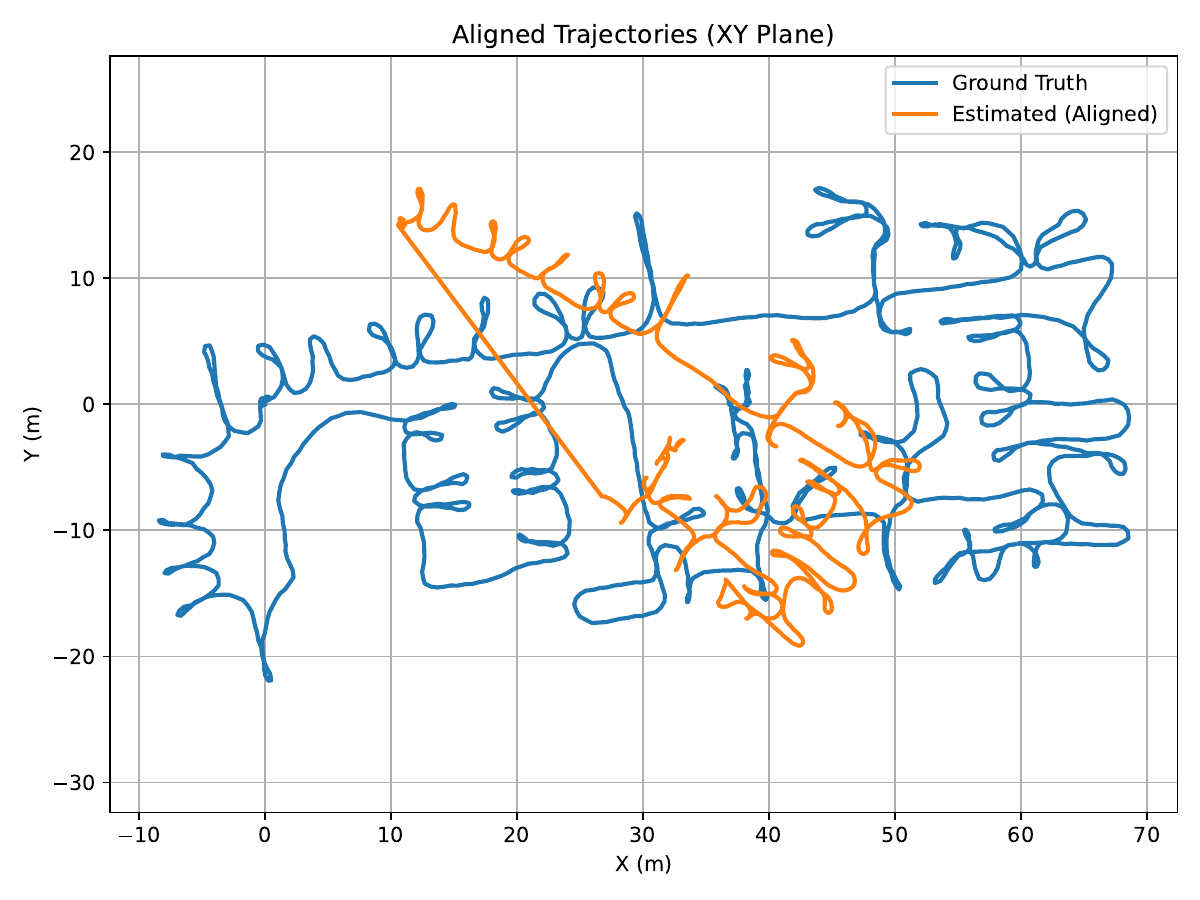 Aligned Trajectories (XY Plane)
Ground Truth
Estimated (Aligned)
20
10
0
−10
−20
−30
Y (m)
−10 0 10 20 30 40 50 60 70
X (m)